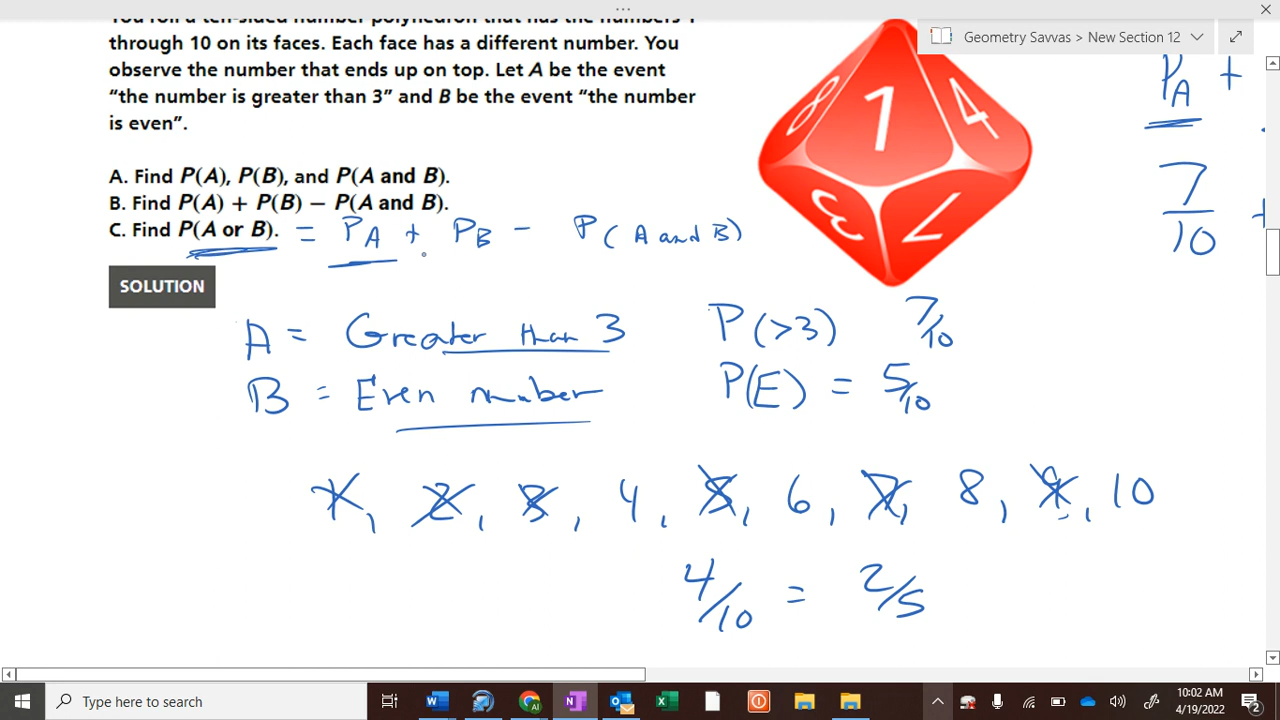 Geometry Savvas > New Section 12
through 10 on its faces. Each face has a different number. You
observe the number that ends up on top. Let A be the event
“the number is greater than 3” and B be the event “the number
is even”.
8 1 4 3 7
A. Find P(A), P(B), and P(A and B).
B. Find P(A) + P(B) − P(A and B).
C. Find P(A or B). = PA + PB - P(A and B)
PA +
7/10 +
SOLUTION
A = Greater than 3 P(>3) 7/10
B = Even number P(E) = 5/10
1, 2, 3, 4, 5, 6, 7, 8, 9, 10
4/10 = 2/5
Type here to search
10:02 AM
4/19/2022
2